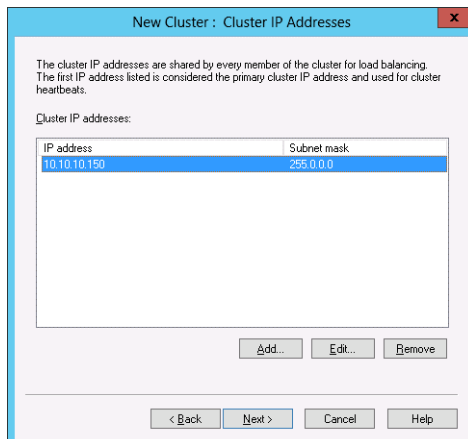 New Cluster : Cluster IP Addresses
x
The cluster IP addresses are shared by every member of the cluster for load balancing.
The first IP address listed is considered the primary cluster IP address and used for cluster
heartbeats.
Cluster IP addresses:
IP address Subnet mask
10.10.10.150 255.0.0.0
Add... Edit... Remove
< Back Next > Cancel Help